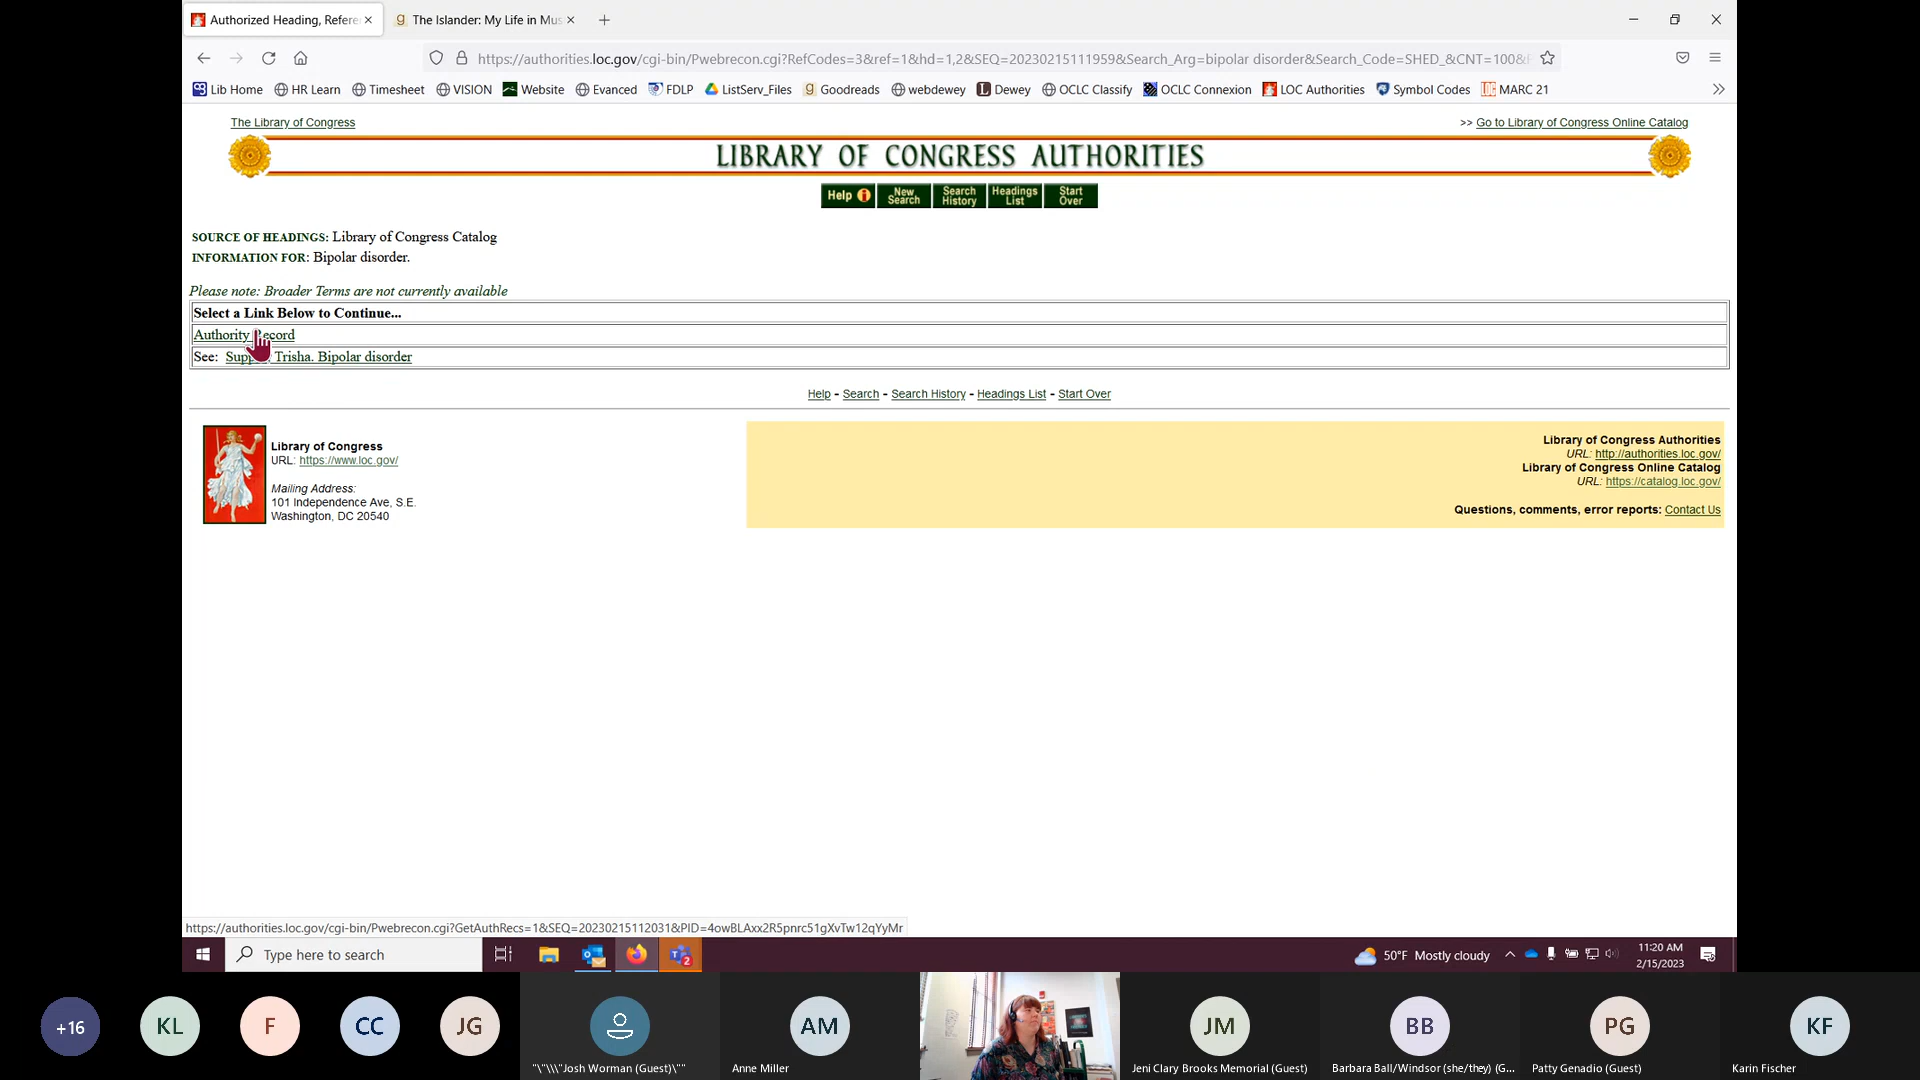 Authorized Heading, Refere
The Islander: My Life in Mus
https://authorities.loc.gov/cgi-bin/Pwebrecon.cgi?RefCodes=3&ref=1&hd=1,2&SEQ=20230215111959&Search_Arg=bipolar disorder&Search_Code=SHED_&CNT=100&
Lib Home HR Learn Timesheet VISION Website Evanced FDLP ListServ_Files Goodreads webdewey Dewey OCLC Classify OCLC Connexion LOC Authorities Symbol Codes MARC 21
The Library of Congress
>> Go to Library of Congress Online Catalog
LIBRARY OF CONGRESS AUTHORITIES
Help New Search Search History Headings List Start Over
SOURCE OF HEADINGS: Library of Congress Catalog
INFORMATION FOR: Bipolar disorder.
Please note: Broader Terms are not currently available
Select a Link Below to Continue...
Authority Record
See: Trisha. Bipolar disorder
Help - Search - Search History - Headings List - Start Over
Library of Congress
URL: https://www.loc.gov/
Mailing Address:
101 Independence Ave, S.E.
Washington, DC 20540
Library of Congress Authorities
URL: http://authorities.loc.gov/
Library of Congress Online Catalog
URL: https://catalog.loc.gov/
Questions, comments, error reports: Contact Us
https://authorities.loc.gov/cgi-bin/Pwebrecon.cgi?GetAuthRecs=1&SEQ=20230215112031&PID=4owBLAxx2R5pnrc51gXvTw12qYyMr
Type here to search
2
50°F Mostly cloudy
11:20 AM
2/15/2023
+16 KL F CC JG AM JM BB PG KF
"\"\\\"Josh Worman (Guest)\""
Anne Miller
Jeni Clary Brooks Memorial (Guest)
Barbara Ball/Windsor (she/they) (G...
Patty Genadio (Guest)
Karin Fischer